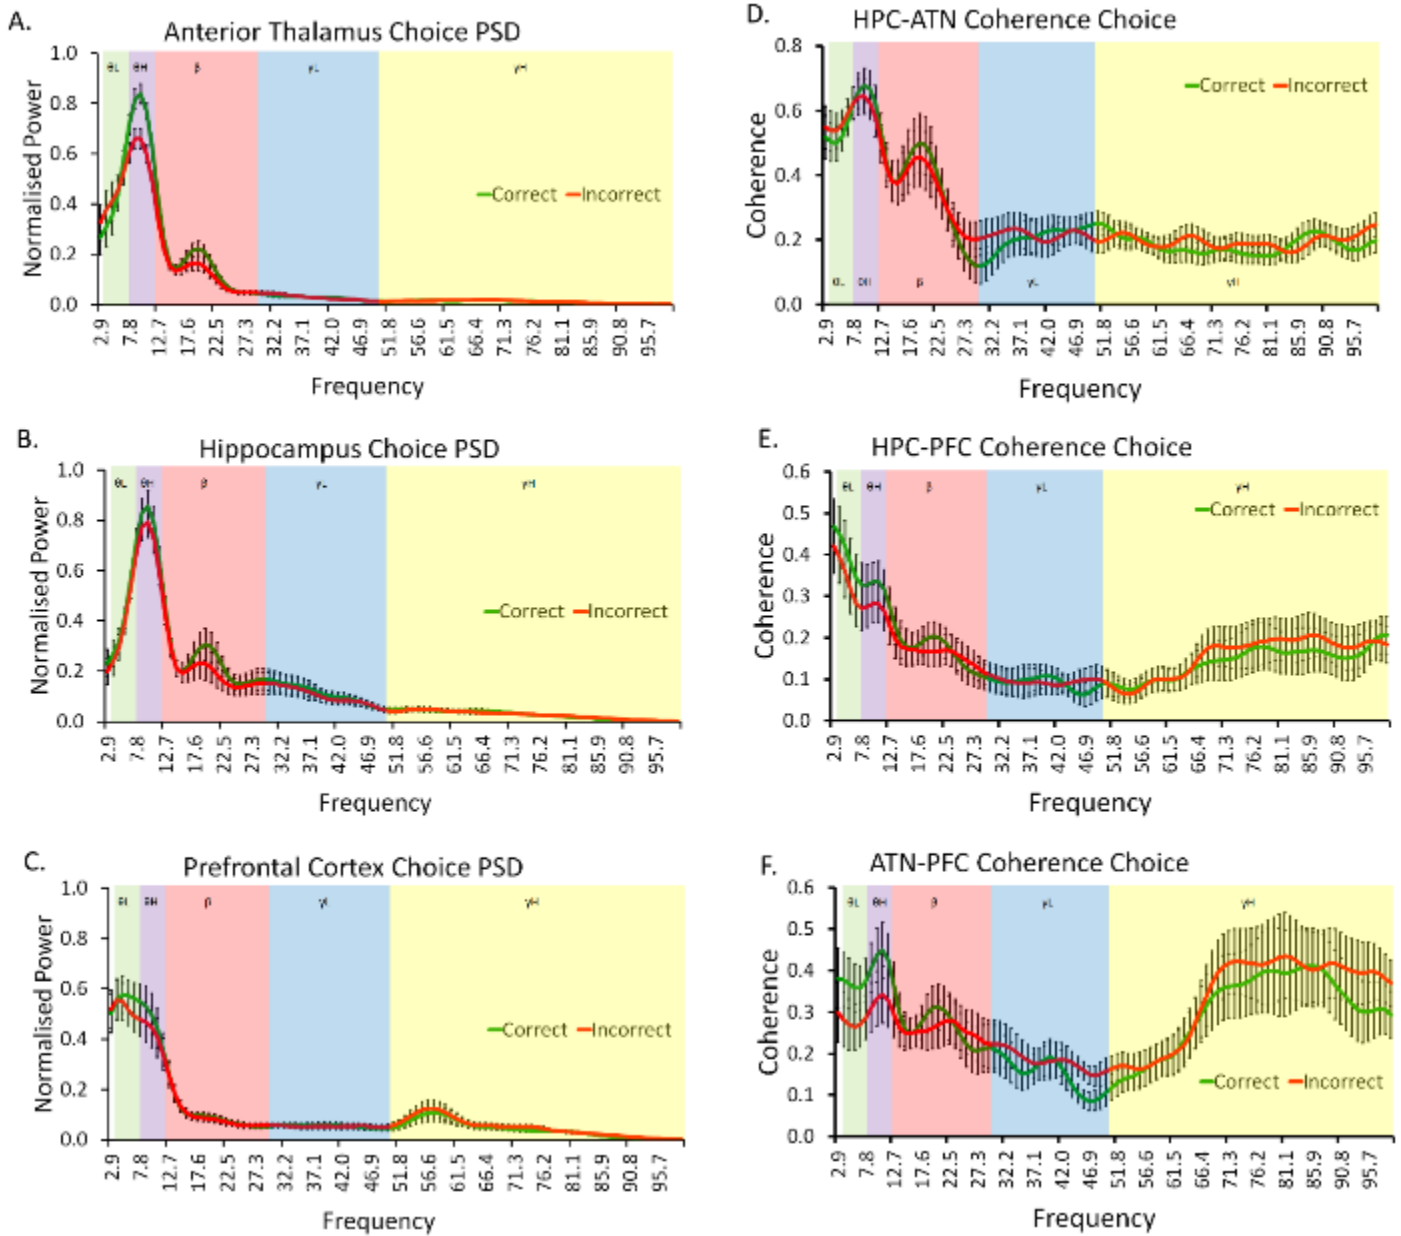 A.
Anterior Thalamus Choice PSD
Normalised Power
1.0
0.8
0.6
0.4
0.2
0.0
θL θH β γL γH
Correct Incorrect
2.9 7.8 12.7 17.6 22.5 27.3 32.2 37.1 42.0 46.9 51.8 56.6 61.5 66.4 71.3 76.2 81.1 85.9 90.8 95.7
Frequency
B.
Hippocampus Choice PSD
Normalised Power
1.0
0.8
0.6
0.4
0.2
0.0
θL θH β γL γH
Correct Incorrect
2.9 7.8 12.7 17.6 22.5 27.3 32.2 37.1 42.0 46.9 51.8 56.6 61.5 66.4 71.3 76.2 81.1 85.9 90.8 95.7
Frequency
C.
Prefrontal Cortex Choice PSD
Normalised Power
1.0
0.8
0.6
0.4
0.2
0.0
θL θH β γL γH
Correct Incorrect
2.9 7.8 12.7 17.6 22.5 27.3 32.2 37.1 42.0 46.9 51.8 56.6 61.5 66.4 71.3 76.2 81.1 85.9 90.8 95.7
Frequency
D.
HPC-ATN Coherence Choice
Coherence
0.8
0.6
0.4
0.2
0.0
Correct Incorrect
θL θH β γL γH
2.9 7.8 12.7 17.6 22.5 27.3 32.2 37.1 42.0 46.9 51.8 56.6 61.5 66.4 71.3 76.2 81.1 85.9 90.8 95.7
Frequency
E.
HPC-PFC Coherence Choice
Coherence
0.6
0.5
0.4
0.3
0.2
0.1
0.0
θL θH β γL γH
Correct Incorrect
2.9 7.8 12.7 17.6 22.5 27.3 32.2 37.1 42.0 46.9 51.8 56.6 61.5 66.4 71.3 76.2 81.1 85.9 90.8 95.7
Frequency
F.
ATN-PFC Coherence Choice
Coherence
0.6
0.5
0.4
0.3
0.2
0.1
0.0
θL θH β γL γH
Correct Incorrect
2.9 7.8 12.7 17.6 22.5 27.3 32.2 37.1 42.0 46.9 51.8 56.6 61.5 66.4 71.3 76.2 81.1 85.9 90.8 95.7
Frequency